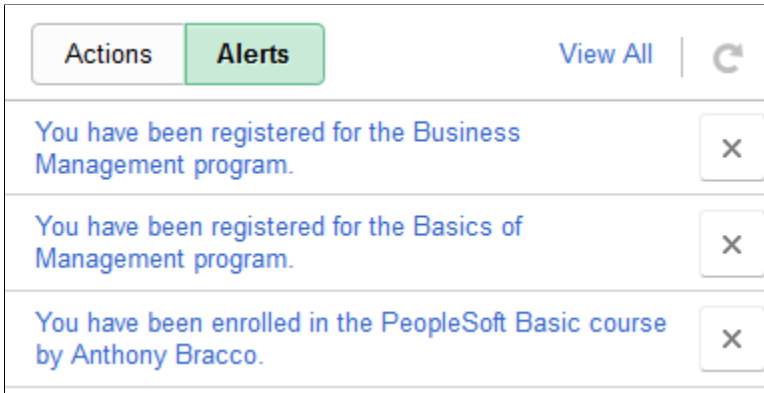 Actions Alerts View All
You have been registered for the Business
Management program.
You have been registered for the Basics of
Management program.
You have been enrolled in the PeopleSoft Basic course
by Anthony Bracco.